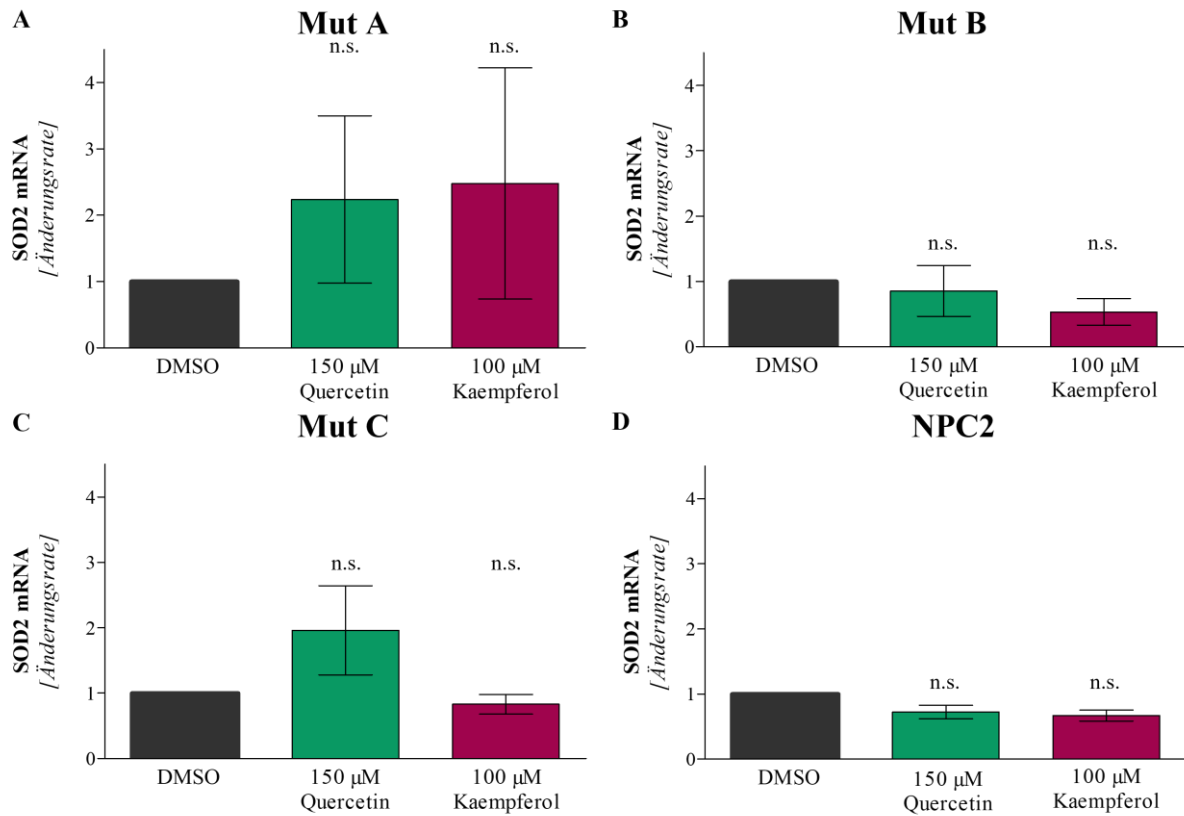 A
Mut A
n.s.
n.s.
SOD2 mRNA
[Änderungsrate]
4
3
2
1
0
DMSO
150 µM
Quercetin
100 µM
Kaempferol
B
Mut B
n.s.
n.s.
SOD2 mRNA
[Änderungsrate]
4
3
2
1
0
DMSO
150 µM
Quercetin
100 µM
Kaempferol
C
Mut C
n.s.
n.s.
SOD2 mRNA
[Änderungsrate]
4
3
2
1
0
DMSO
150 µM
Quercetin
100 µM
Kaempferol
D
NPC2
n.s.
n.s.
SOD2 mRNA
[Änderungsrate]
4
3
2
1
0
DMSO
150 µM
Quercetin
100 µM
Kaempferol